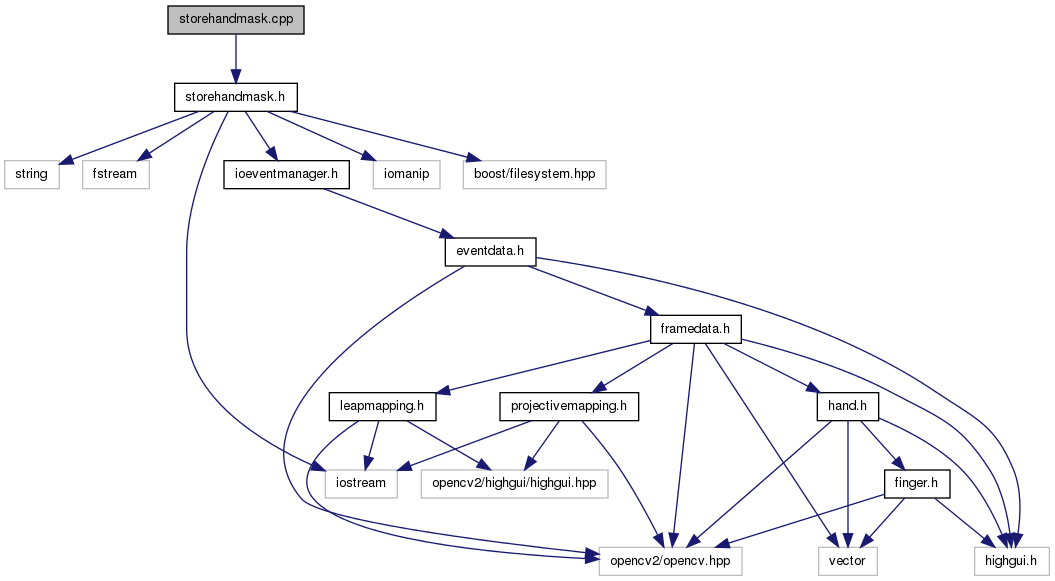 storehandmask.cpp
storehandmask.h
string
fstream
ioeventmanager.h
iomanip
boost/filesystem.hpp
eventdata.h
framedata.h
leapmapping.h
projectivemapping.h
hand.h
iostream
opencv2/highgui/highgui.hpp
finger.h
opencv2/opencv.hpp
vector
highgui.h